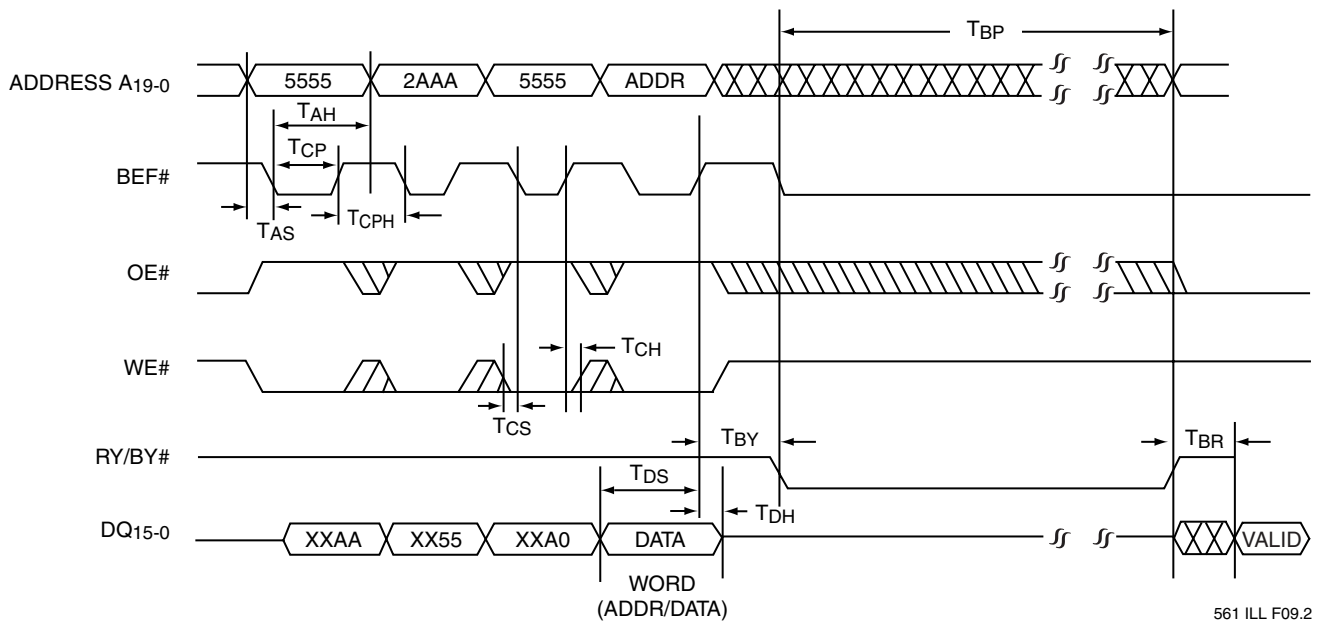 TBP
ADDRESS A19-0
5555 2AAA 5555 ADDR
TAH
TCP
BEF#
TAS TCPH
OE#
TCH
WE#
TCS
TBY TBR
RY/BY#
TDS
TDH
DQ15-0
XXAA XX55 XXA0 DATA VALID
WORD
(ADDR/DATA)
561 ILL F09.2